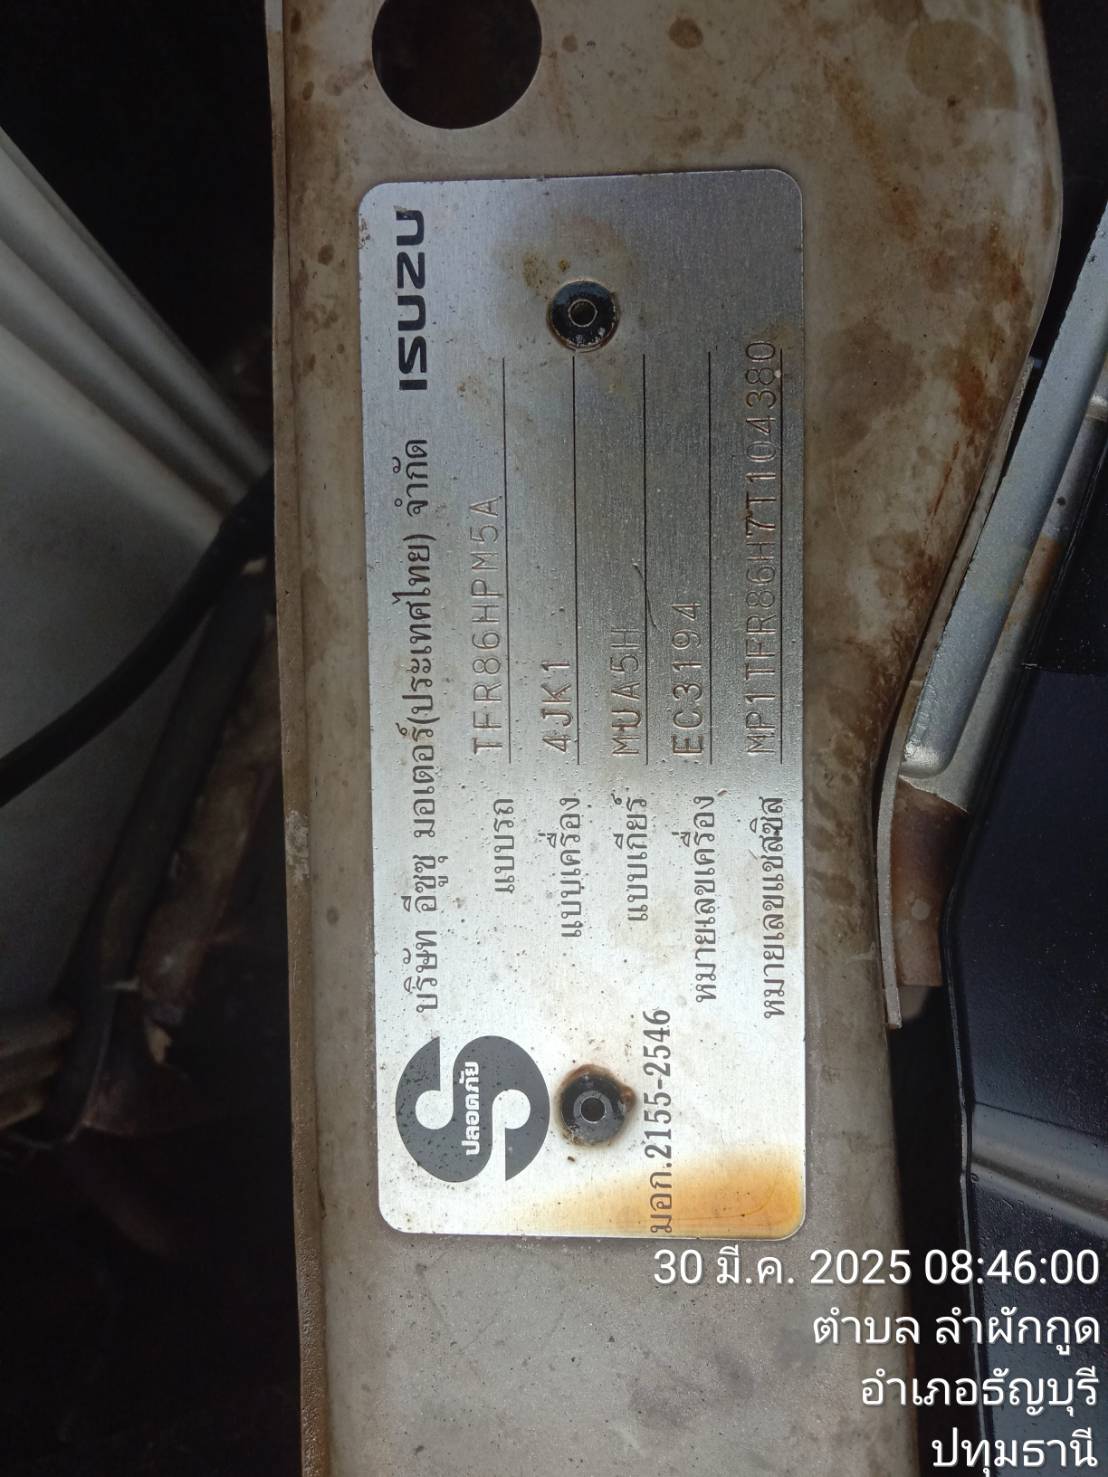 บริษัท อีซูซุ มอเตอร์(ประเทศไทย) จำกัด ISUZU
ปลอดภัย
แบบรถ TFR86HPM5A
แบบเครื่อง 4JK1
แบบเกียร์ MUA5H
หมายเลขเครื่อง EC3194
หมายเลขแชสซิส MP1TFR86H7T104380
มอก.2155-2546
30 มี.ค. 2025 08:46:00
ตำบล ลำผักกูด
อำเภอธัญบุรี
ปทุมธานี